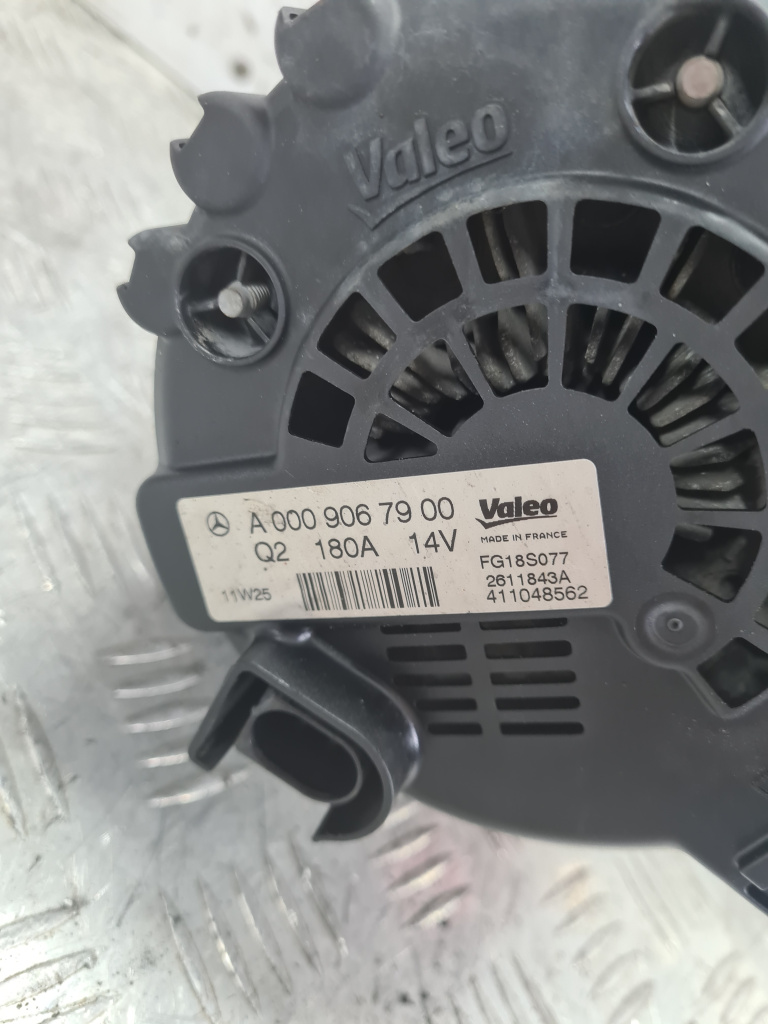 Valeo
A 000 906 79 00
Valeo
MADE IN FRANCE
Q2 180A 14V
FG18S077
2611843A
11W25
411048562